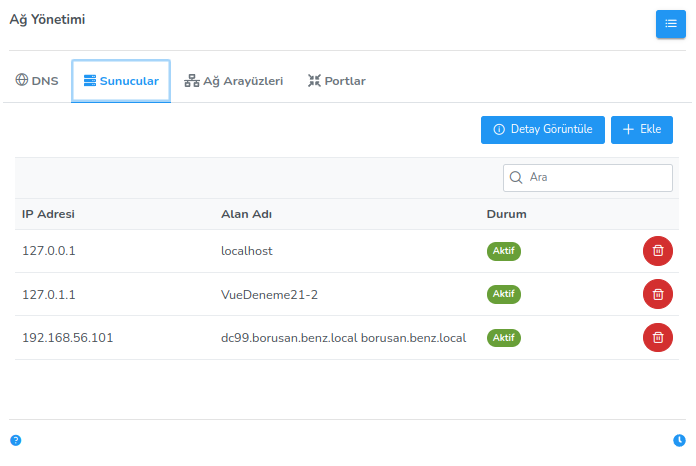 Ağ Yönetimi
DNS Sunucular Ağ Arayüzleri Portlar
Detay Görüntüle Ekle
Ara
IP Adresi Alan Adı Durum
127.0.0.1 localhost Aktif
127.0.1.1 VueDeneme21-2 Aktif
192.168.56.101 dc99.borusan.benz.local borusan.benz.local Aktif